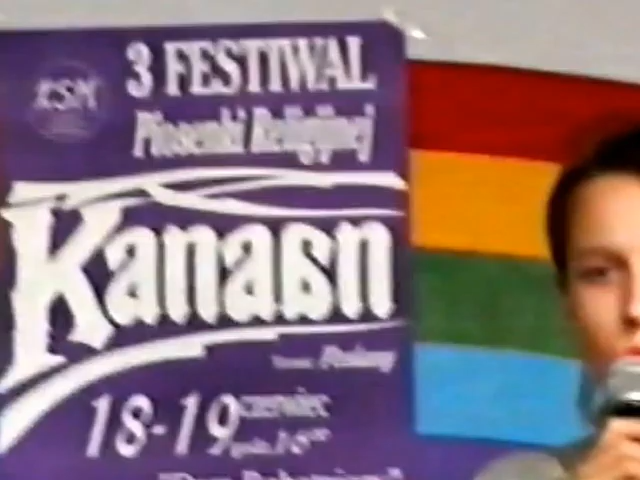 KSM
3 FESTIWAL
Piosenki Religijnej
Kanaan
18-19 czerwiec